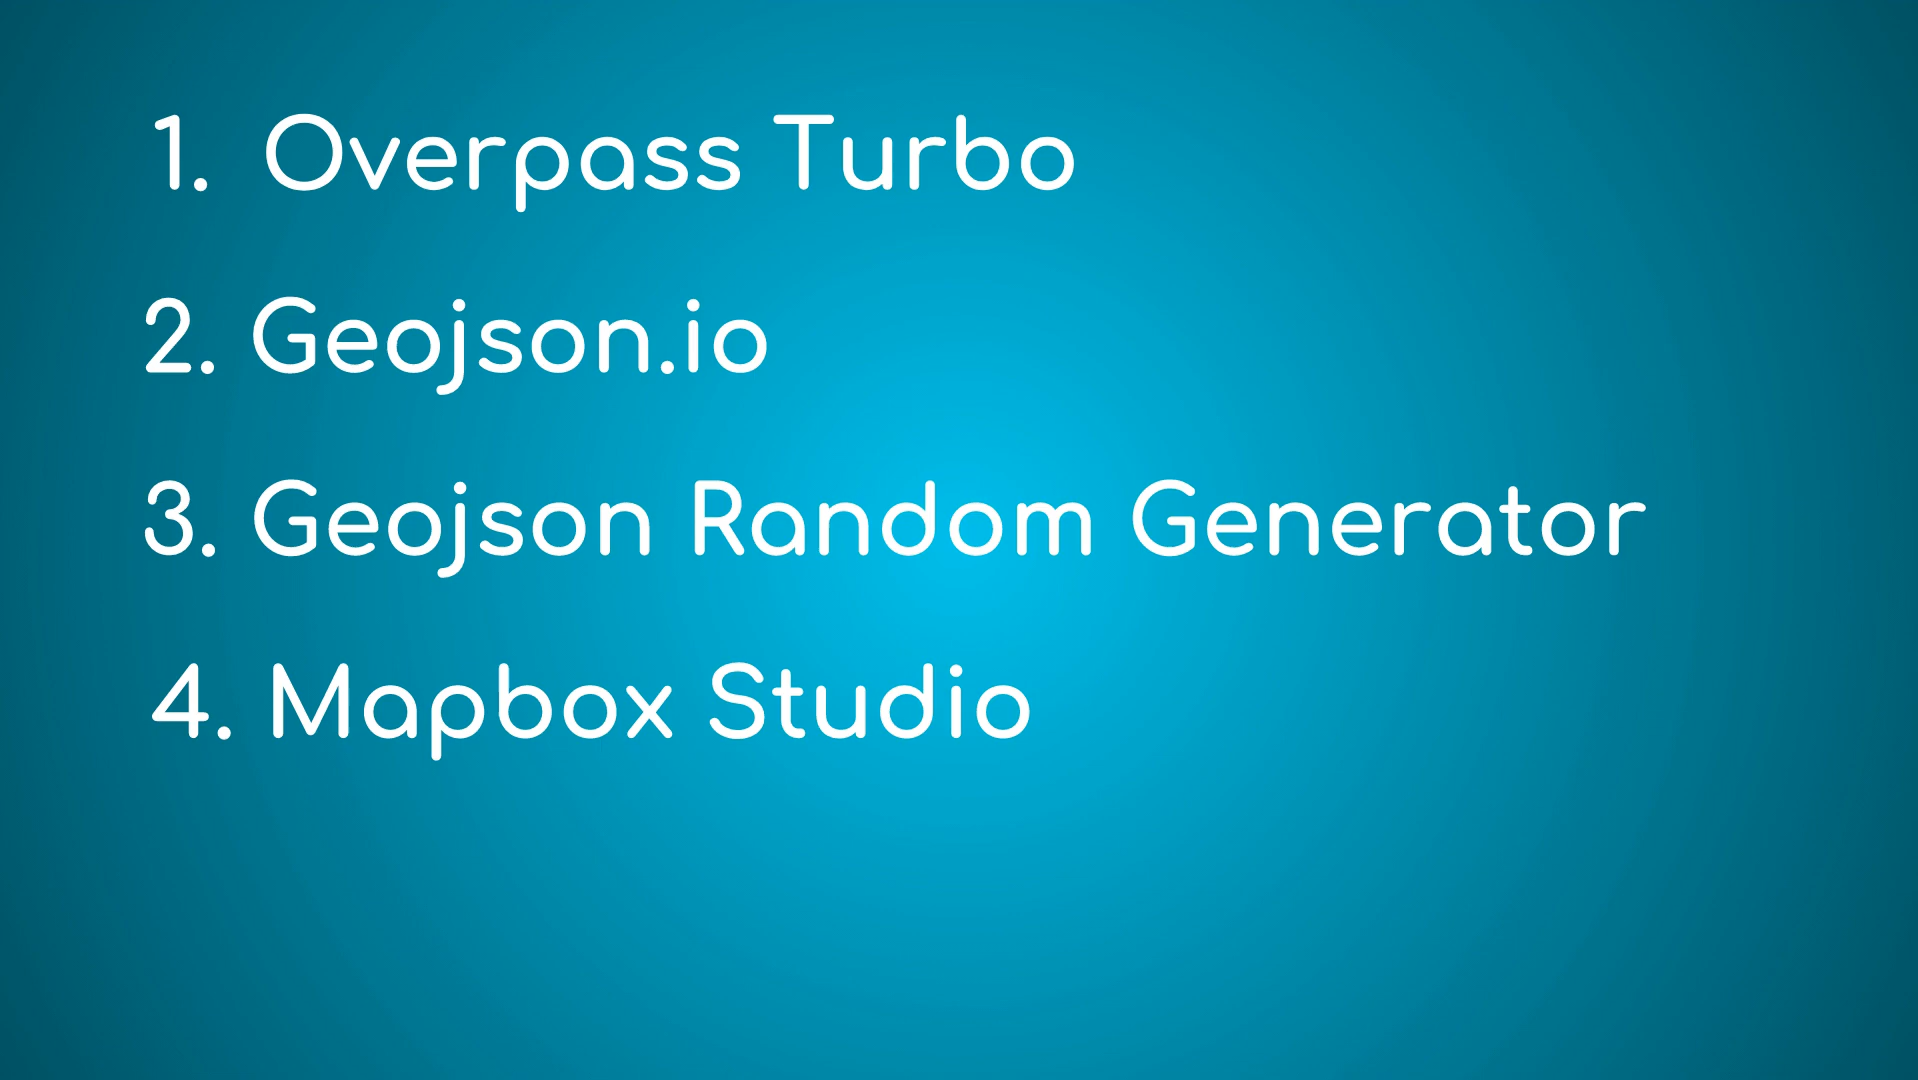 1. Overpass Turbo
2. Geojson.io
3. Geojson Random Generator
4. Mapbox Studio